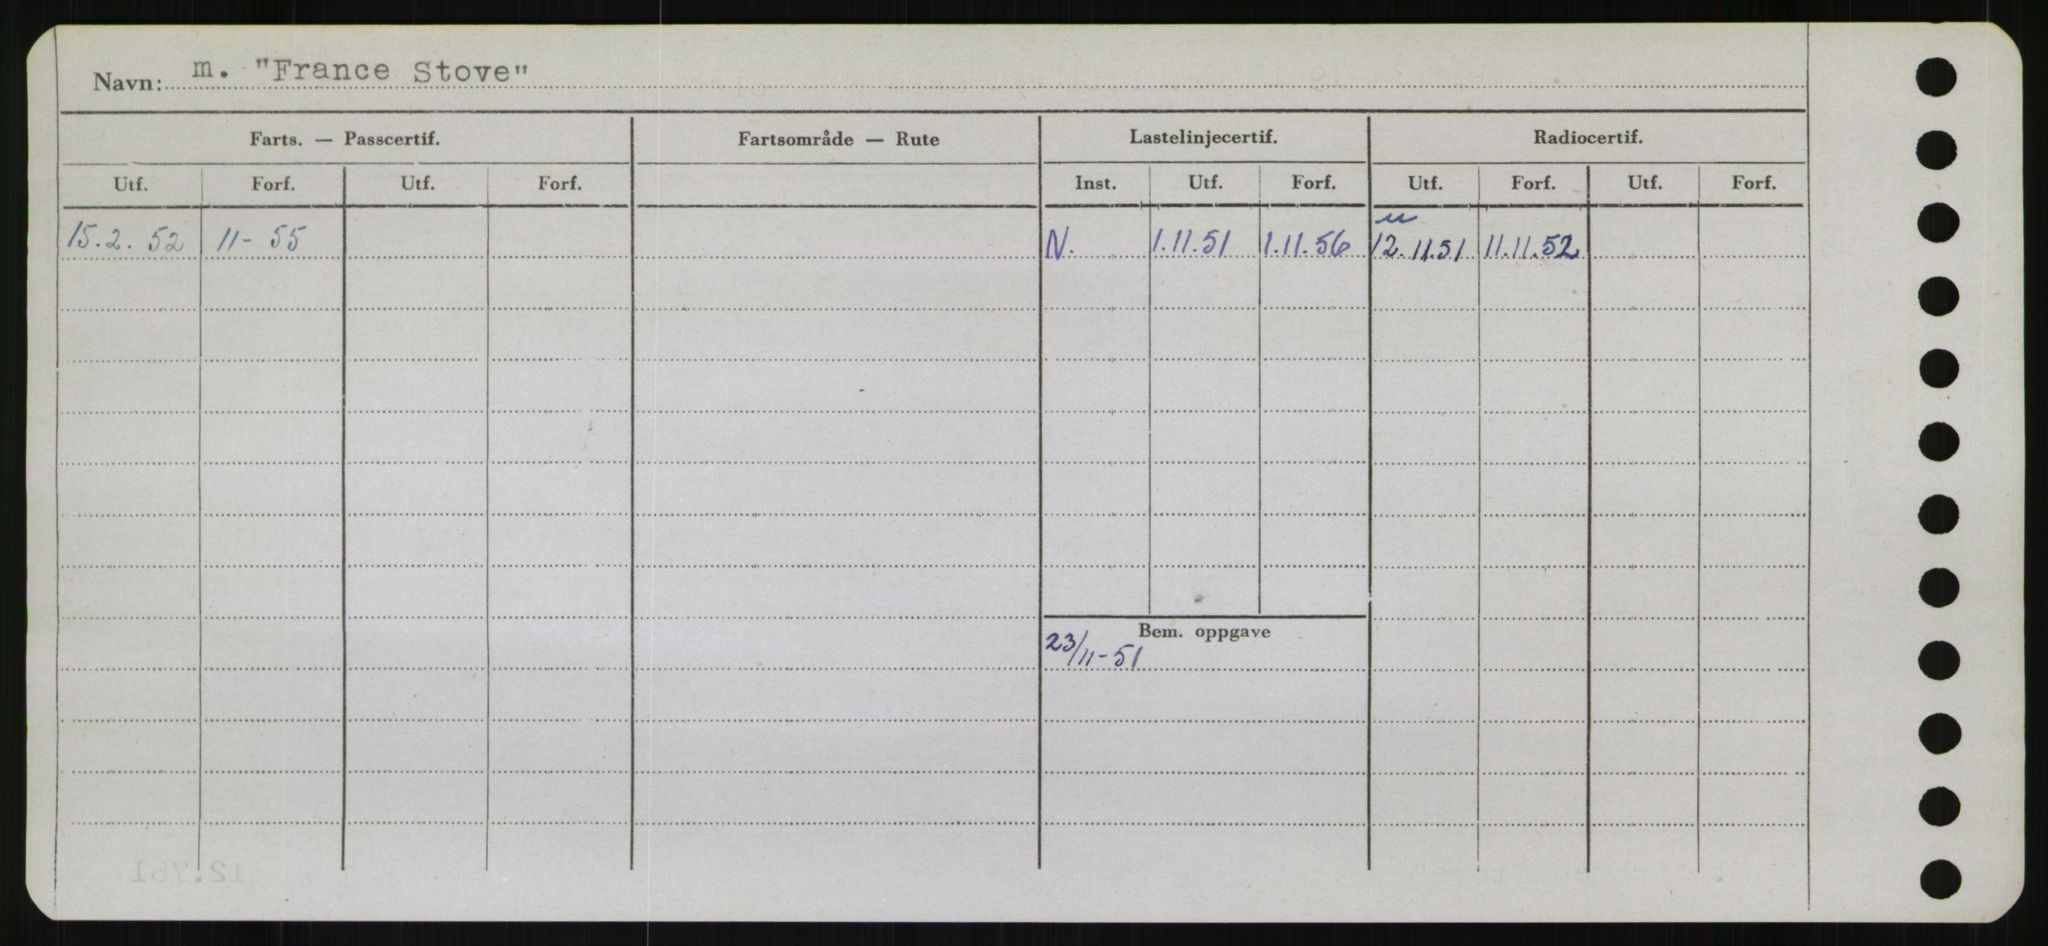 Navn: m. "France Stove"
Farts. — Passcertif. Fartsområde — Rute Lastelinjecertif. Radiocertif.
Utf. Forf. Utf. Forf. Inst. Utf. Forf. Utf. Forf. Utf. Forf.
15.2.52 11-55 N. 1.11.51 1.11.56 12.11.51 11.11.52
Bem. oppgave
23/11-51
12.761